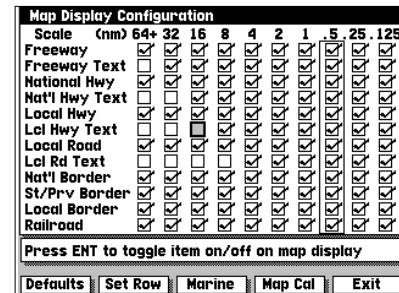 Map Display Configuration
Scale (nm) 64+ 32 16 8 4 2 1 .5 .25 .125
Freeway
Freeway Text
National Hwy
Nat'l Hwy Text
Local Hwy
Lcl Hwy Text
Local Road
Lcl Rd Text
Nat'l Border
St/Prv Border
Local Border
Railroad
Press ENT to toggle item on/off on map display
Defaults Set Row Marine Map Cal Exit